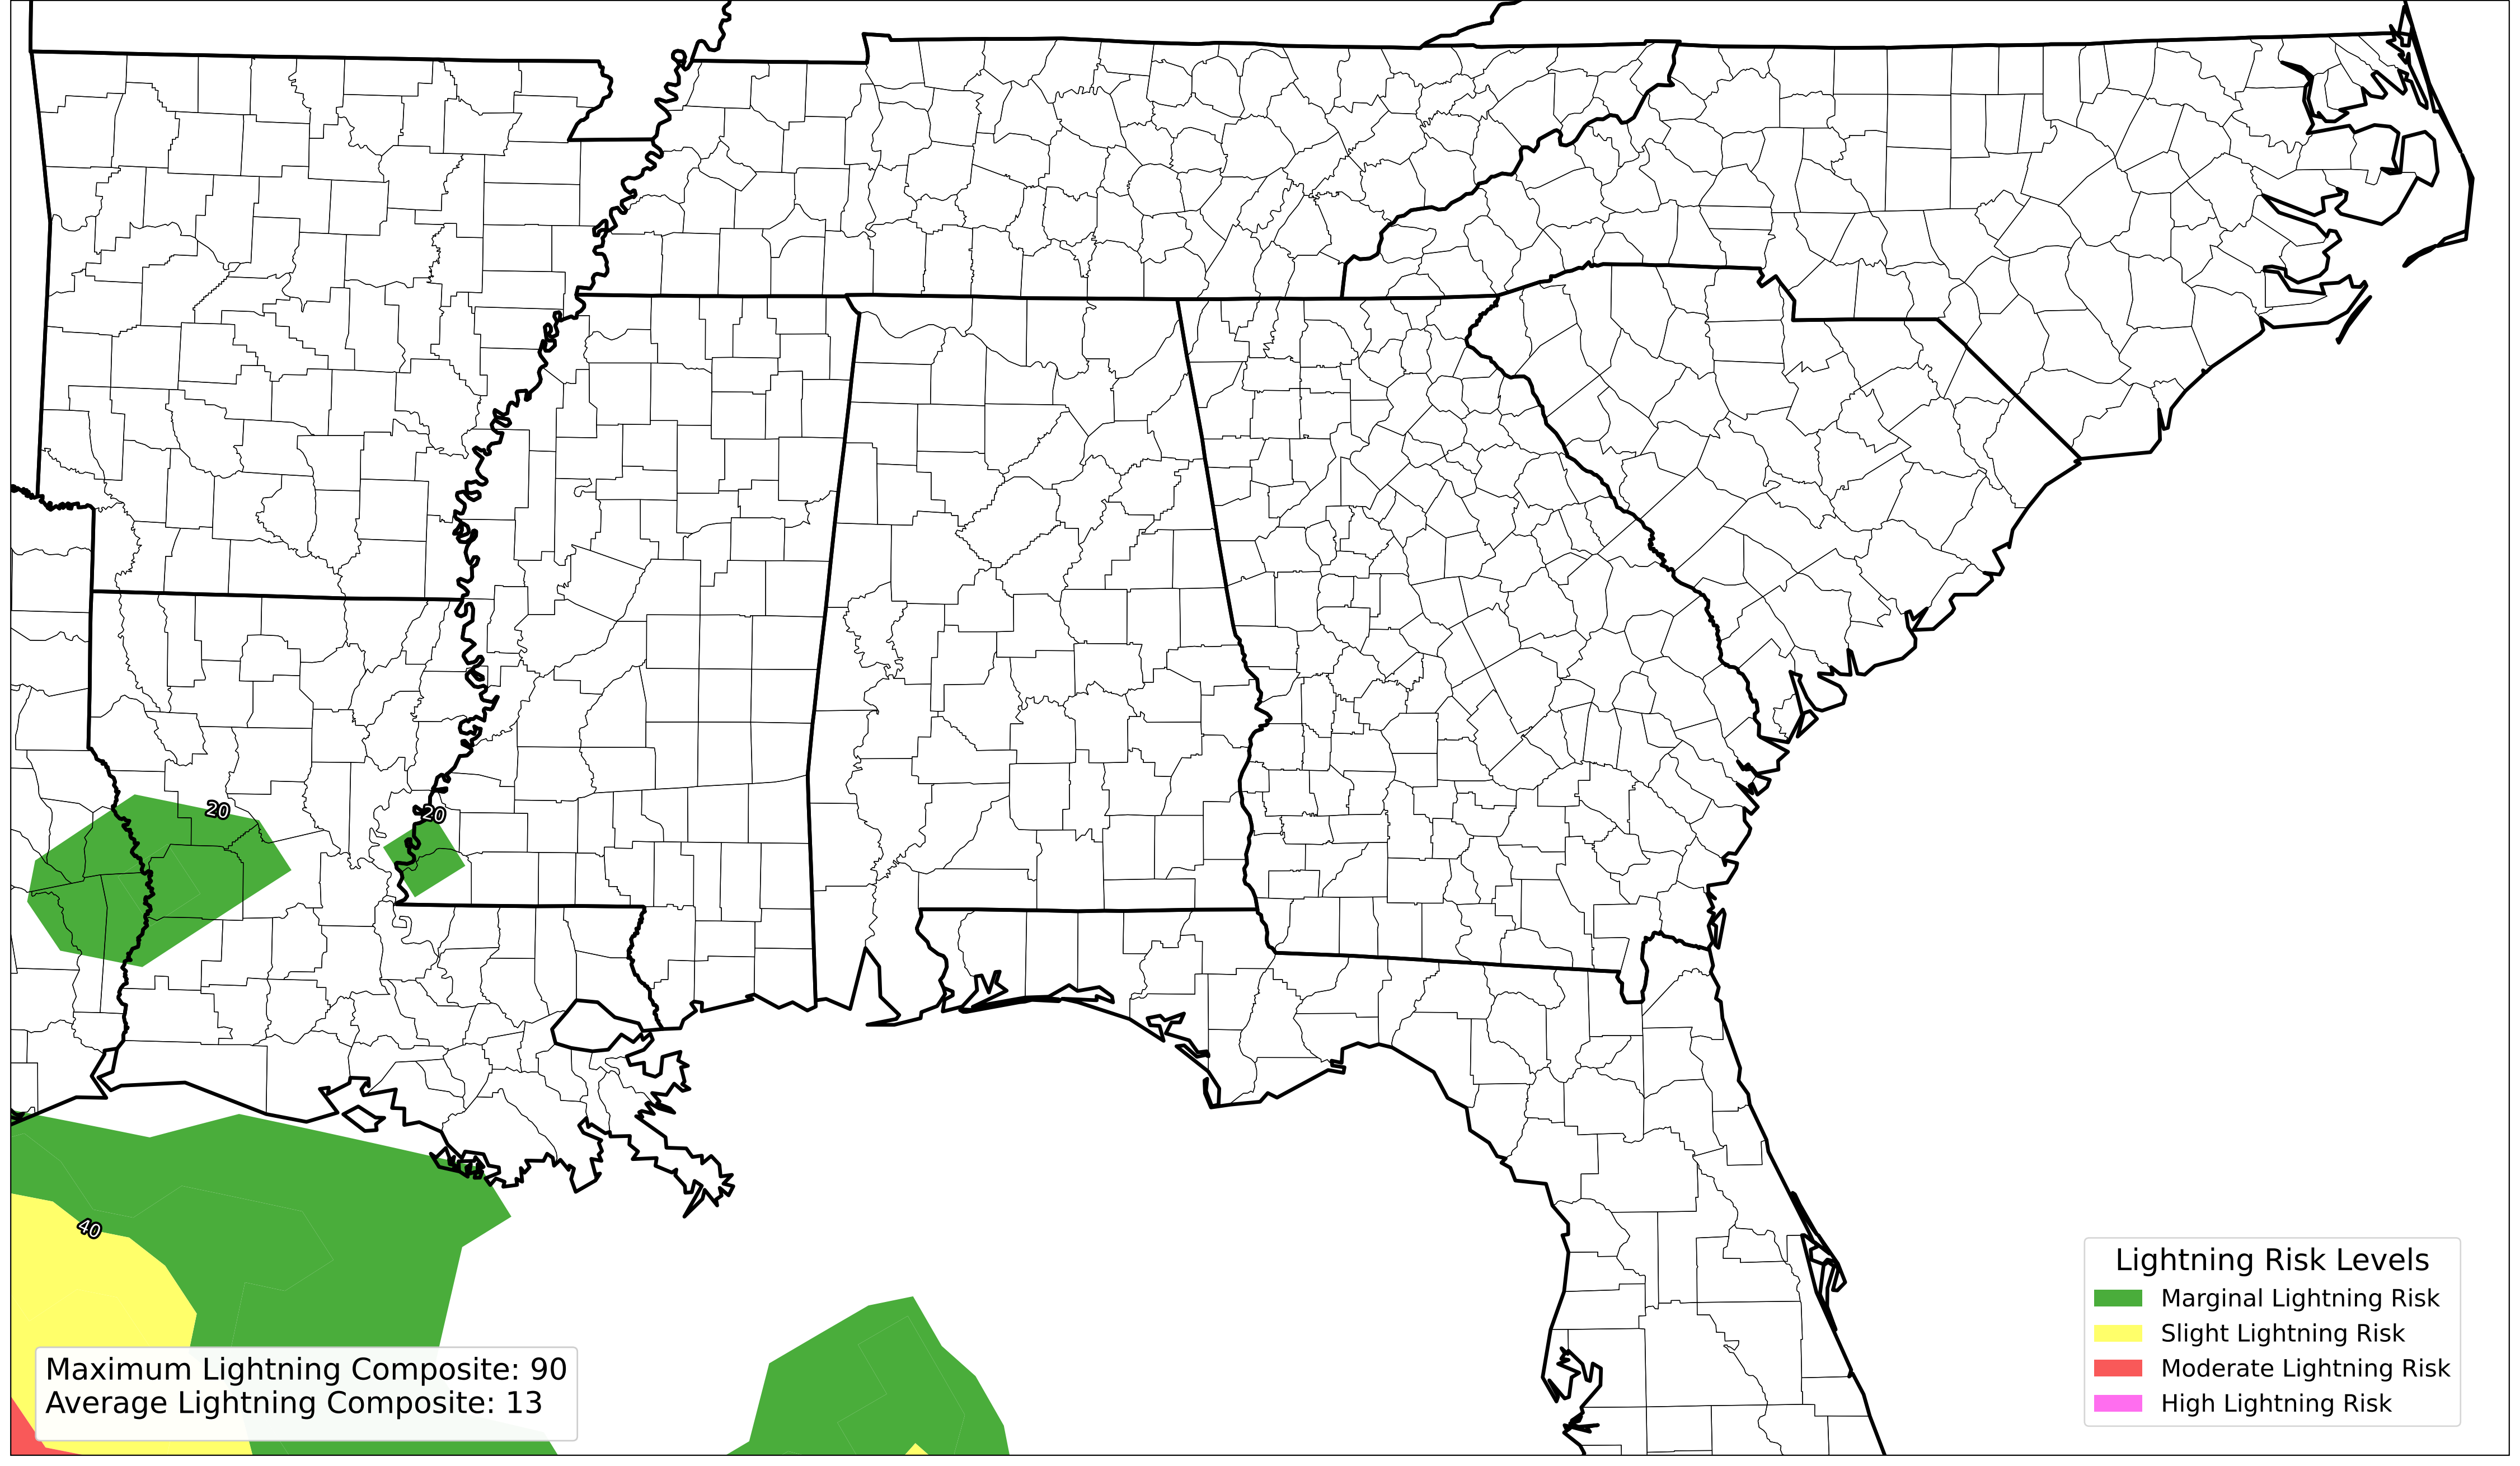 20
20
40
Maximum Lightning Composite: 90
Average Lightning Composite: 13
Lightning Risk Levels
Marginal Lightning Risk
Slight Lightning Risk
Moderate Lightning Risk
High Lightning Risk